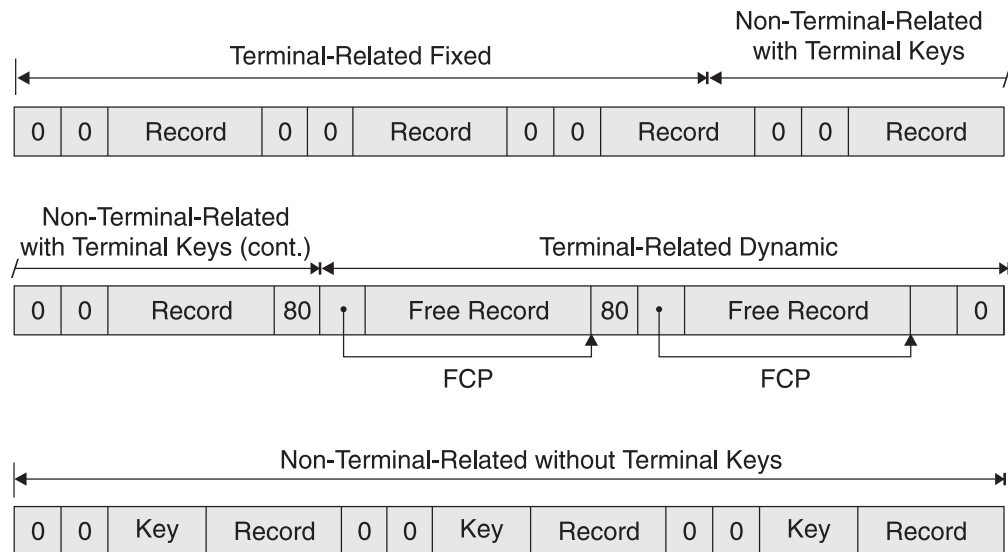 Non-Terminal-Related
Terminal-Related Fixed with Terminal Keys
0 0 Record 0 0 Record 0 0 Record 0 0 Record
Non-Terminal-Related
with Terminal Keys (cont.) Terminal-Related Dynamic
0 0 Record 80 Free Record 80 Free Record 0
FCP FCP
Non-Terminal-Related without Terminal Keys
0 0 Key Record 0 0 Key Record 0 0 Key Record